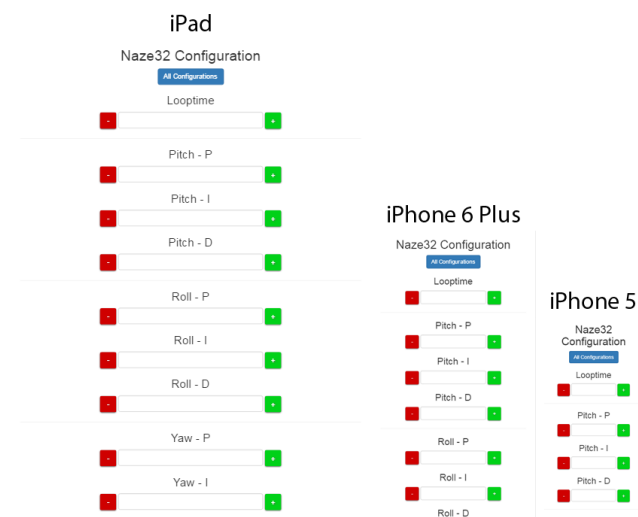 iPad
Naze32 Configuration
All Configurations
Looptime
- +
Pitch - P
- +
Pitch - I
- +
Pitch - D
- +
Roll - P
- +
Roll - I
- +
Roll - D
- +
Yaw - P
- +
Yaw - I
- +
iPhone 6 Plus
Naze32 Configuration
All Configurations
Looptime
- +
Pitch - P
- +
Pitch - I
- +
Pitch - D
- +
Roll - P
- +
Roll - I
- +
Roll - D
iPhone 5
Naze32
Configuration
All Configurations
Looptime
- +
Pitch - P
- +
Pitch - I
- +
Pitch - D
- +